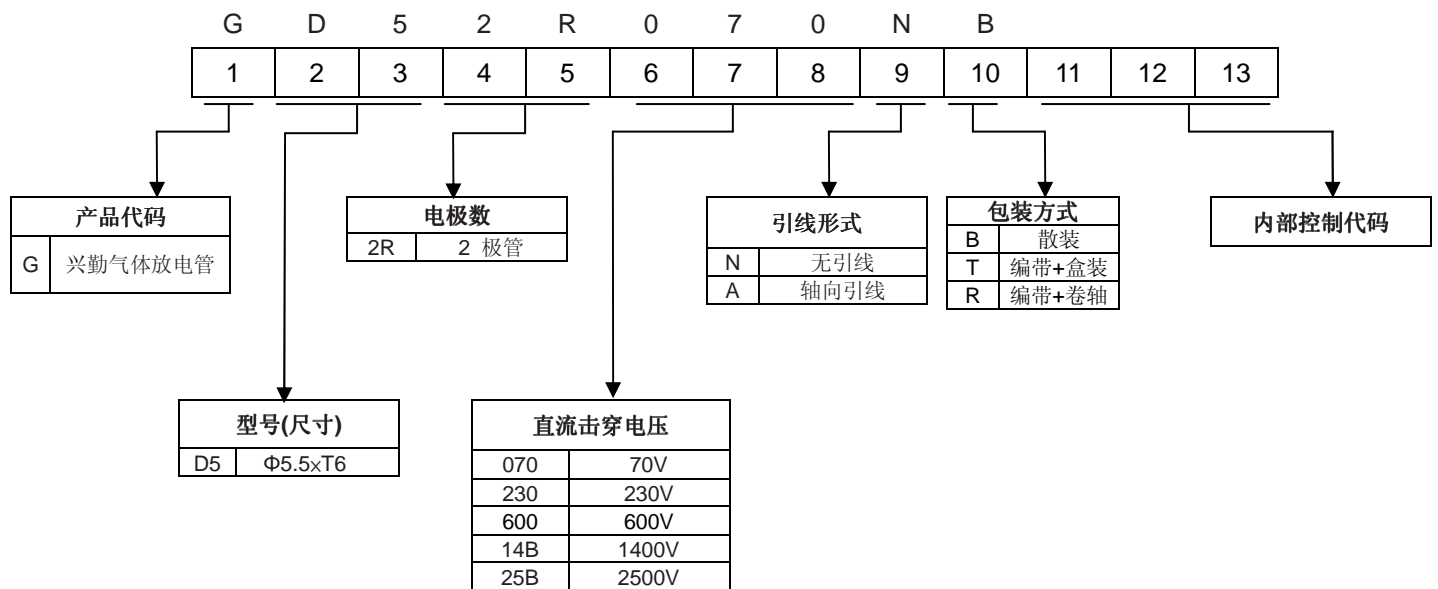 G D 5 2 R 0 7 0 N B
1 2 3 4 5 6 7 8 9 10 11 12 13
产品代码
G 兴勤气体放电管
电极数
2R 2 极管
引线形式
N 无引线
A 轴向引线
包装方式
B 散装
T 编带+盒装
R 编带+卷轴
内部控制代码
型号(尺寸)
D5 Φ5.5×T6
直流击穿电压
070 70V
230 230V
600 600V
14B 1400V
25B 2500V